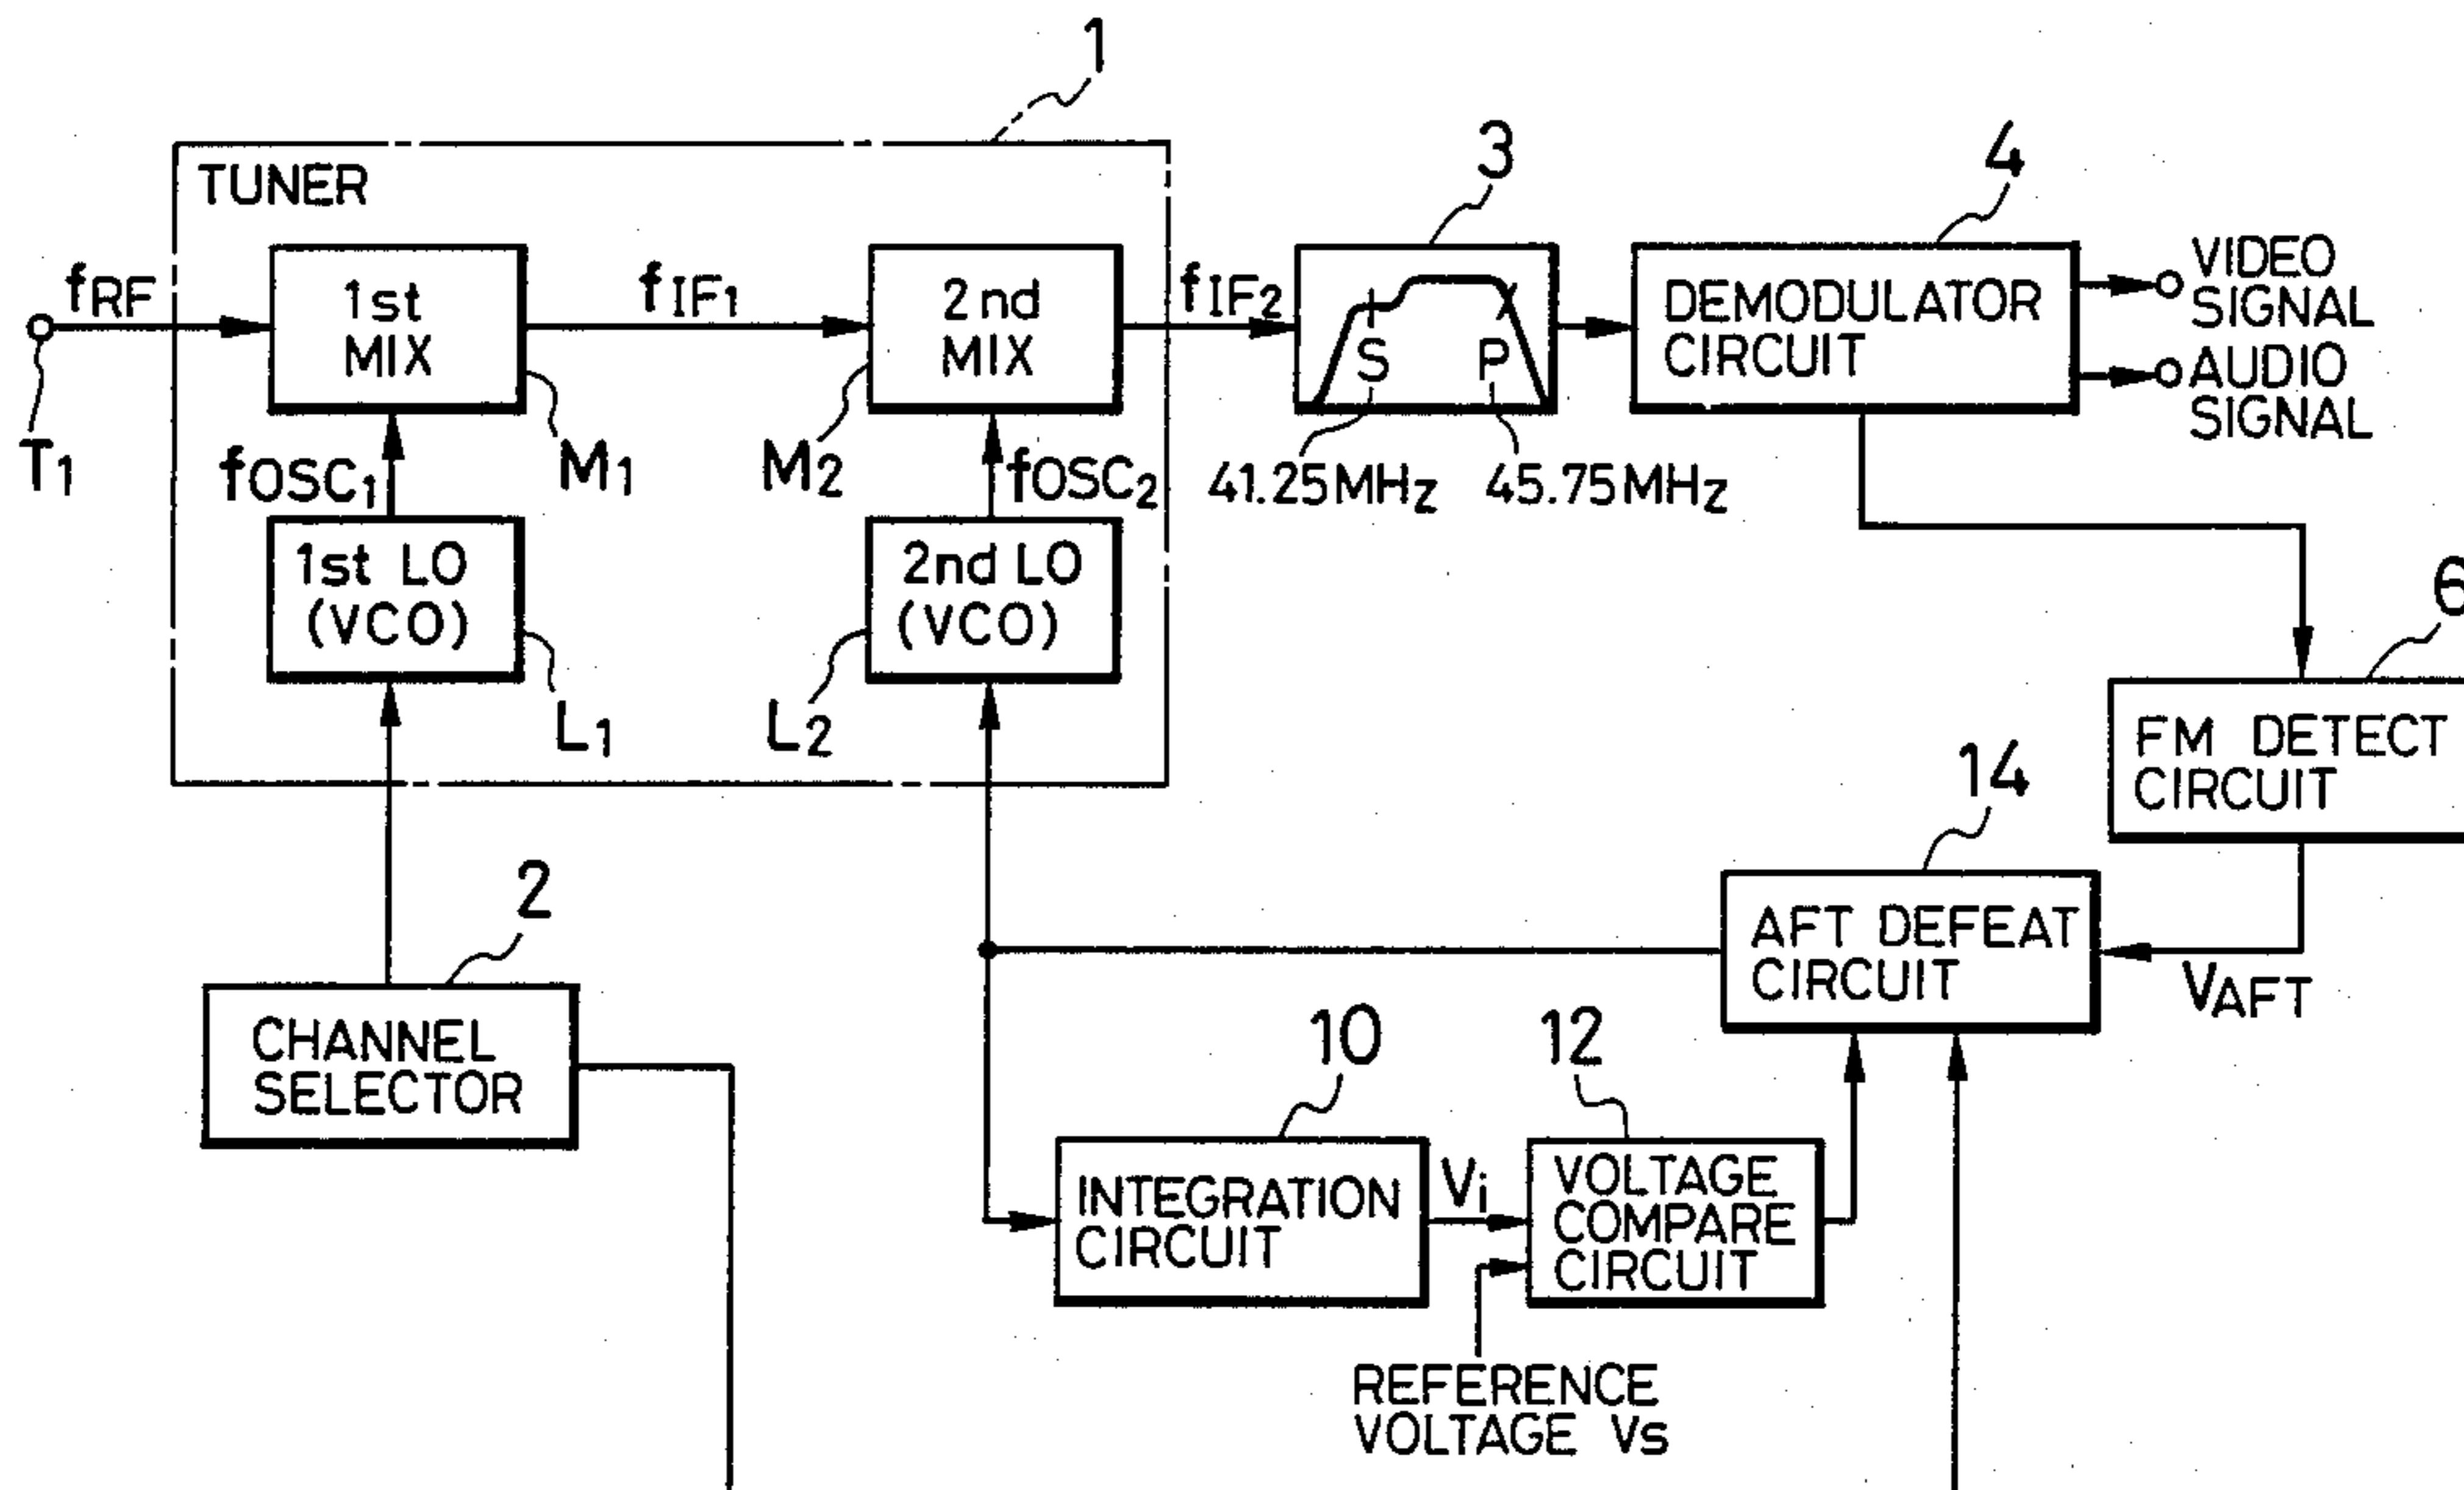 1
TUNER
3
4
fRF
1st
MIX
fIF1
2nd
MIX
fIF2
S
P
DEMODULATOR
CIRCUIT
VIDEO
SIGNAL
AUDIO
SIGNAL
T1
fOSC1
M1
M2
fOSC2
41.25MHz
45.75MHz
1st LO
(VCO)
2nd LO
(VCO)
6
L1
L2
FM DETECT
CIRCUIT
14
2
AFT DEFEAT
CIRCUIT
VAFT
CHANNEL
SELECTOR
10
12
INTEGRATION
CIRCUIT
Vi
VOLTAGE
COMPARE
CIRCUIT
REFERENCE
VOLTAGE Vs